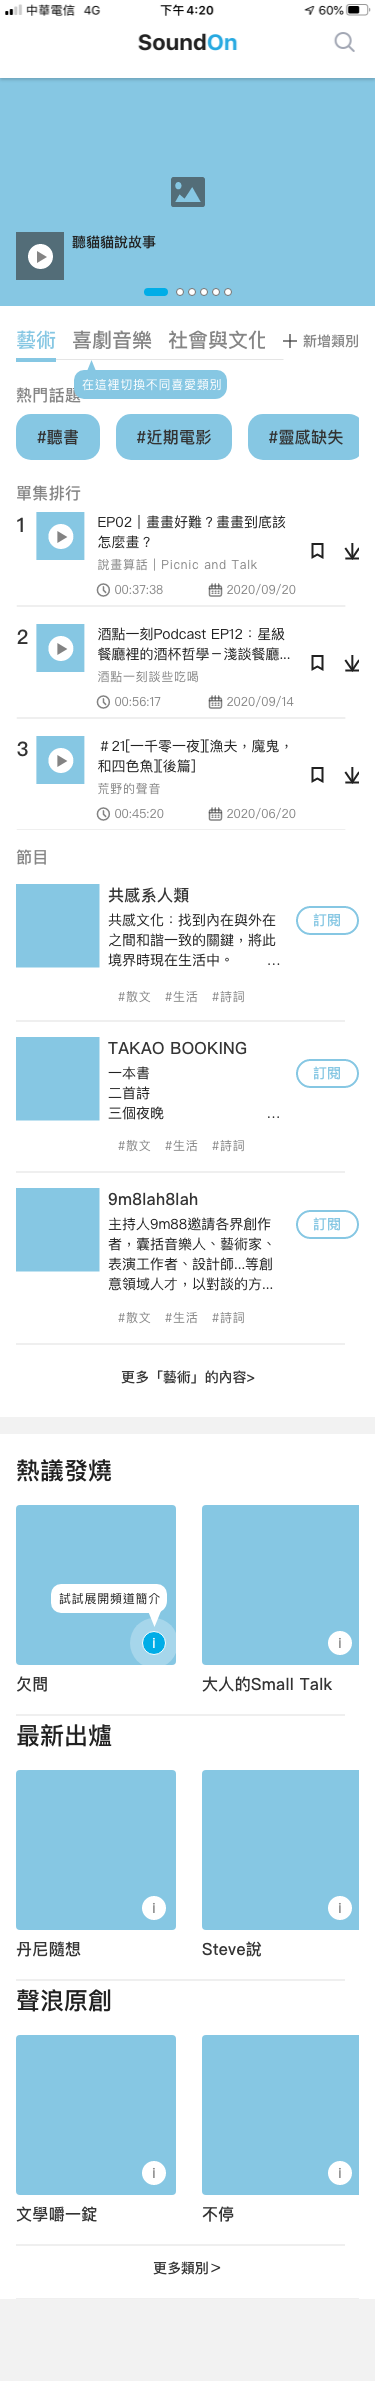 中華電信 4G 下午4:20 60%
SoundOn
聽貓貓說故事
藝術 喜劇音樂 社會與文化 新增類別
在這裡切換不同喜愛類別
熱門話題
#聽書 #近期電影 #靈感缺失
單集排行
1
EP02｜畫畫好難？畫畫到底該
怎麼畫？
說畫算話｜Picnic and Talk
00:37:38 2020/09/20
2
酒點一刻Podcast EP12：星級
餐廳裡的酒杯哲學－淺談餐廳...
酒點一刻談些吃喝
00:56:17 2020/09/14
3
＃21[一千零一夜][漁夫，魔鬼，
和四色魚][後篇]
荒野的聲音
00:45:20 2020/06/20
節目
共感系人類
共感文化：找到內在與外在
之間和諧一致的關鍵，將此
境界時現在生活中。 ...
訂閱
#散文 #生活 #詩詞
TAKAO BOOKING
一本書
二首詩
三個夜晚 ...
訂閱
#散文 #生活 #詩詞
9m8lah8lah
主持人9m88邀請各界創作
者，囊括音樂人、藝術家、
表演工作者、設計師...等創
意領域人才，以對談的方...
訂閱
#散文 #生活 #詩詞
更多「藝術」的內容>
熱議發燒
試試展開頻道簡介
i i
欠問 大人的Small Talk
最新出爐
i i
丹尼隨想 Steve說
聲浪原創
i i
文學嚼一錠 不停
更多類別＞